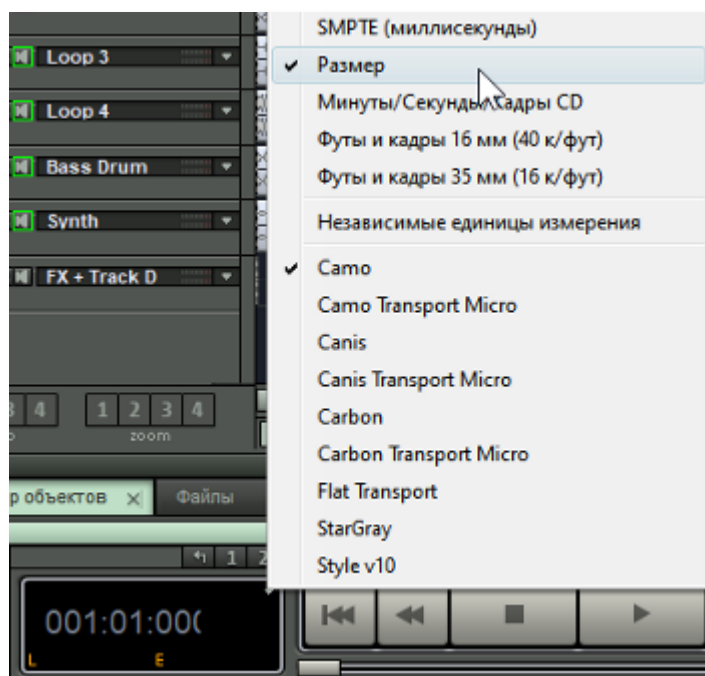 SMPTE (миллисекунды)
Loop 3
Размер
Loop 4
Минуты/Секунды/Кадры CD
Футы и кадры 16 мм (40 к/фут)
Bass Drum
Футы и кадры 35 мм (16 к/фут)
Synth
Независимые единицы измерения
FX + Track D
Camo
Camo Transport Micro
Canis
Canis Transport Micro
4 1 2 3 4
Carbon
zoom
Carbon Transport Micro
Flat Transport
р объектов Файлы
StarGray
1 2
Style v10
001:01:00
L E